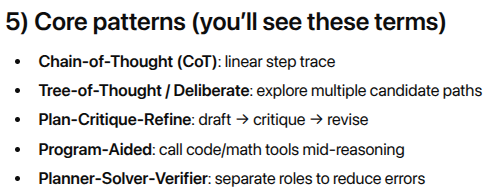 5) Core patterns (you’ll see these terms)
• Chain-of-Thought (CoT): linear step trace
• Tree-of-Thought / Deliberate: explore multiple candidate paths
• Plan-Critique-Refine: draft → critique → revise
• Program-Aided: call code/math tools mid-reasoning
• Planner-Solver-Verifier: separate roles to reduce errors